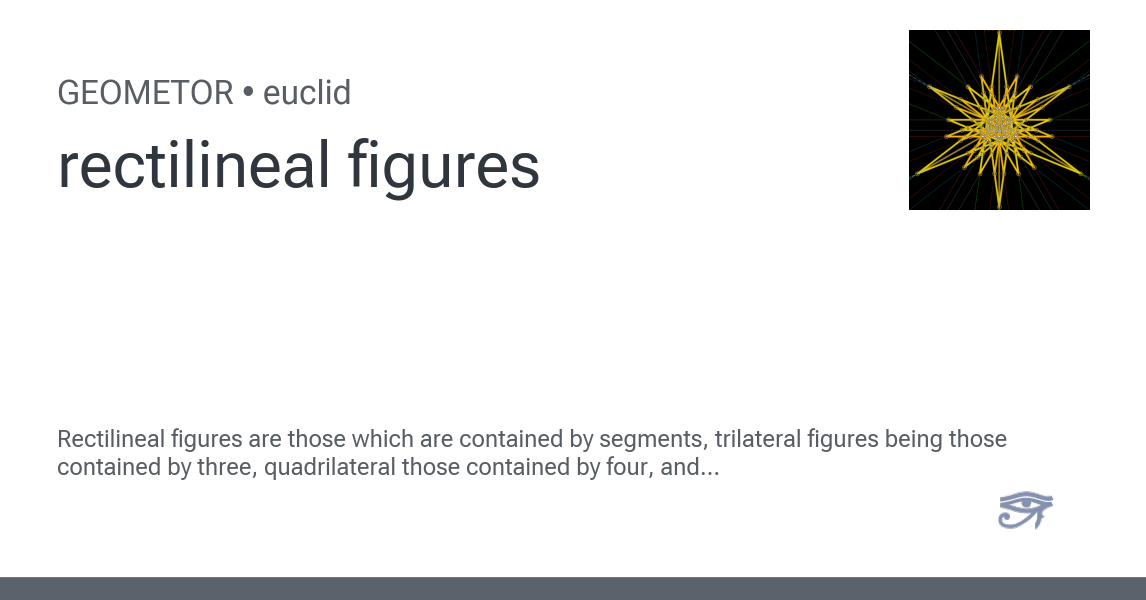 GEOMETOR • euclid
rectilineal figures
Rectilineal figures are those which are contained by segments, trilateral figures being those
contained by three, quadrilateral those contained by four, and...